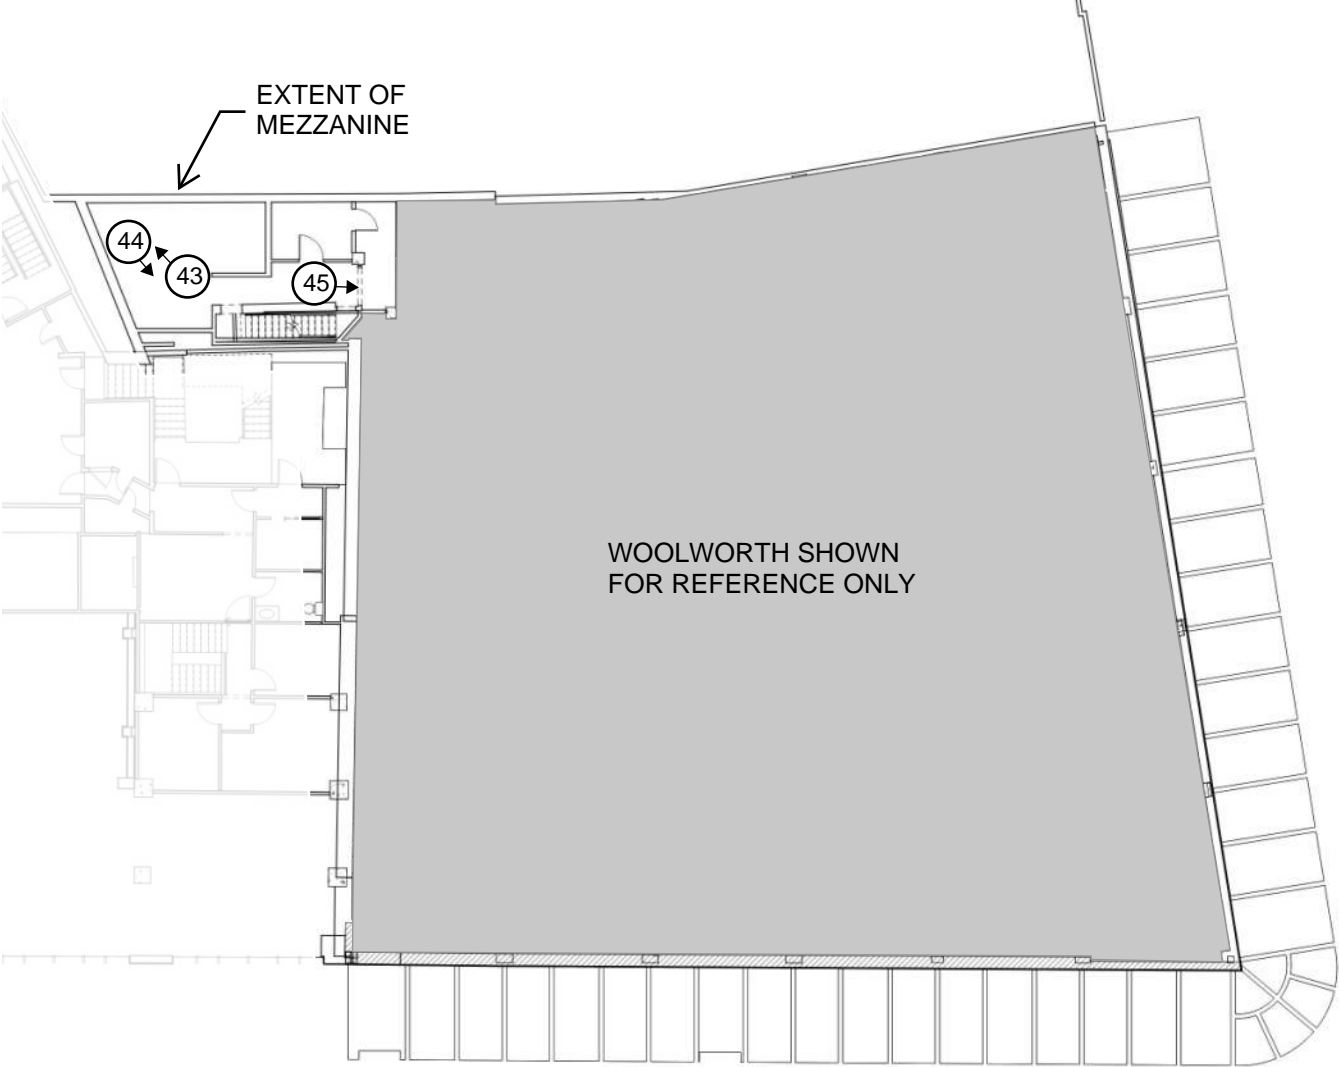 EXTENT OF
MEZZANINE
44
43
45
WOOLWORTH SHOWN
FOR REFERENCE ONLY